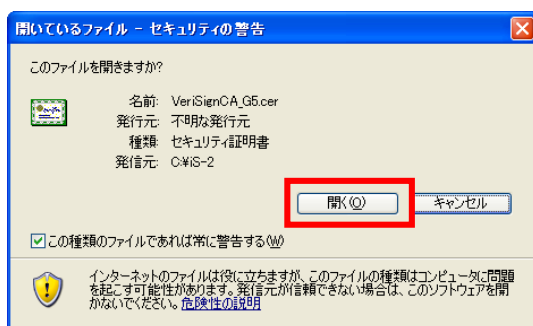 開いているファイル - セキュリティの警告
このファイルを開きますか?
名前: VeriSignCA_G5.cer
発行元: 不明な発行元
種類: セキュリティ証明書
発信元: C:¥iS-2
開く(O) キャンセル
この種類のファイルであれば常に警告する(W)
インターネットのファイルは役に立ちますが、このファイルの種類はコンピュータに問題
を起こす可能性があります。発信元が信頼できない場合は、このソフトウェアを開
かないでください。危険性の説明